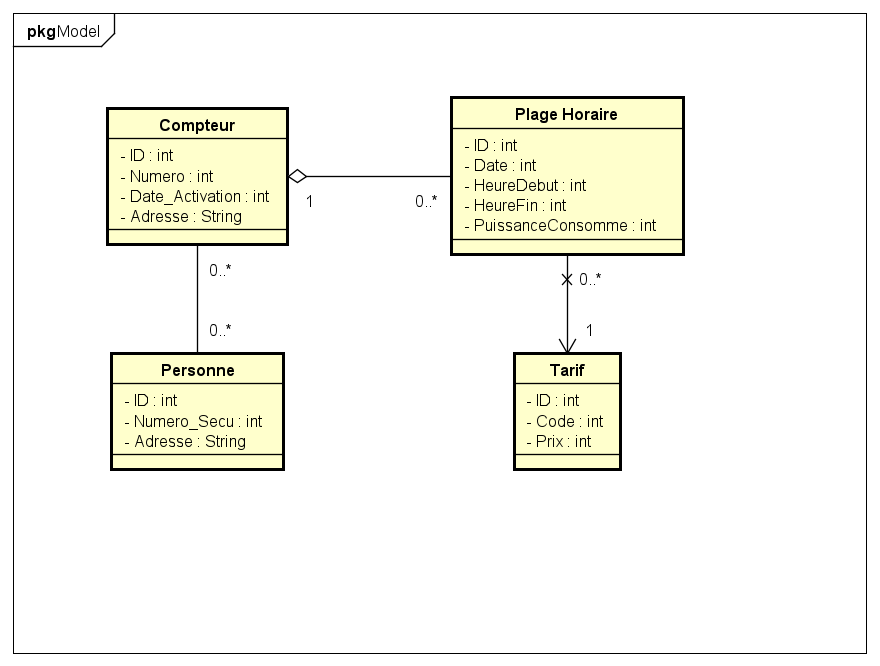 pkgModel
Compteur
- ID : int
- Numero : int
- Date_Activation : int
- Adresse : String
1
0..*
Plage Horaire
- ID : int
- Date : int
- HeureDebut : int
- HeureFin : int
- PuissanceConsomme : int
0..*
0..*
0..*
1
Personne
- ID : int
- Numero_Secu : int
- Adresse : String
Tarif
- ID : int
- Code : int
- Prix : int